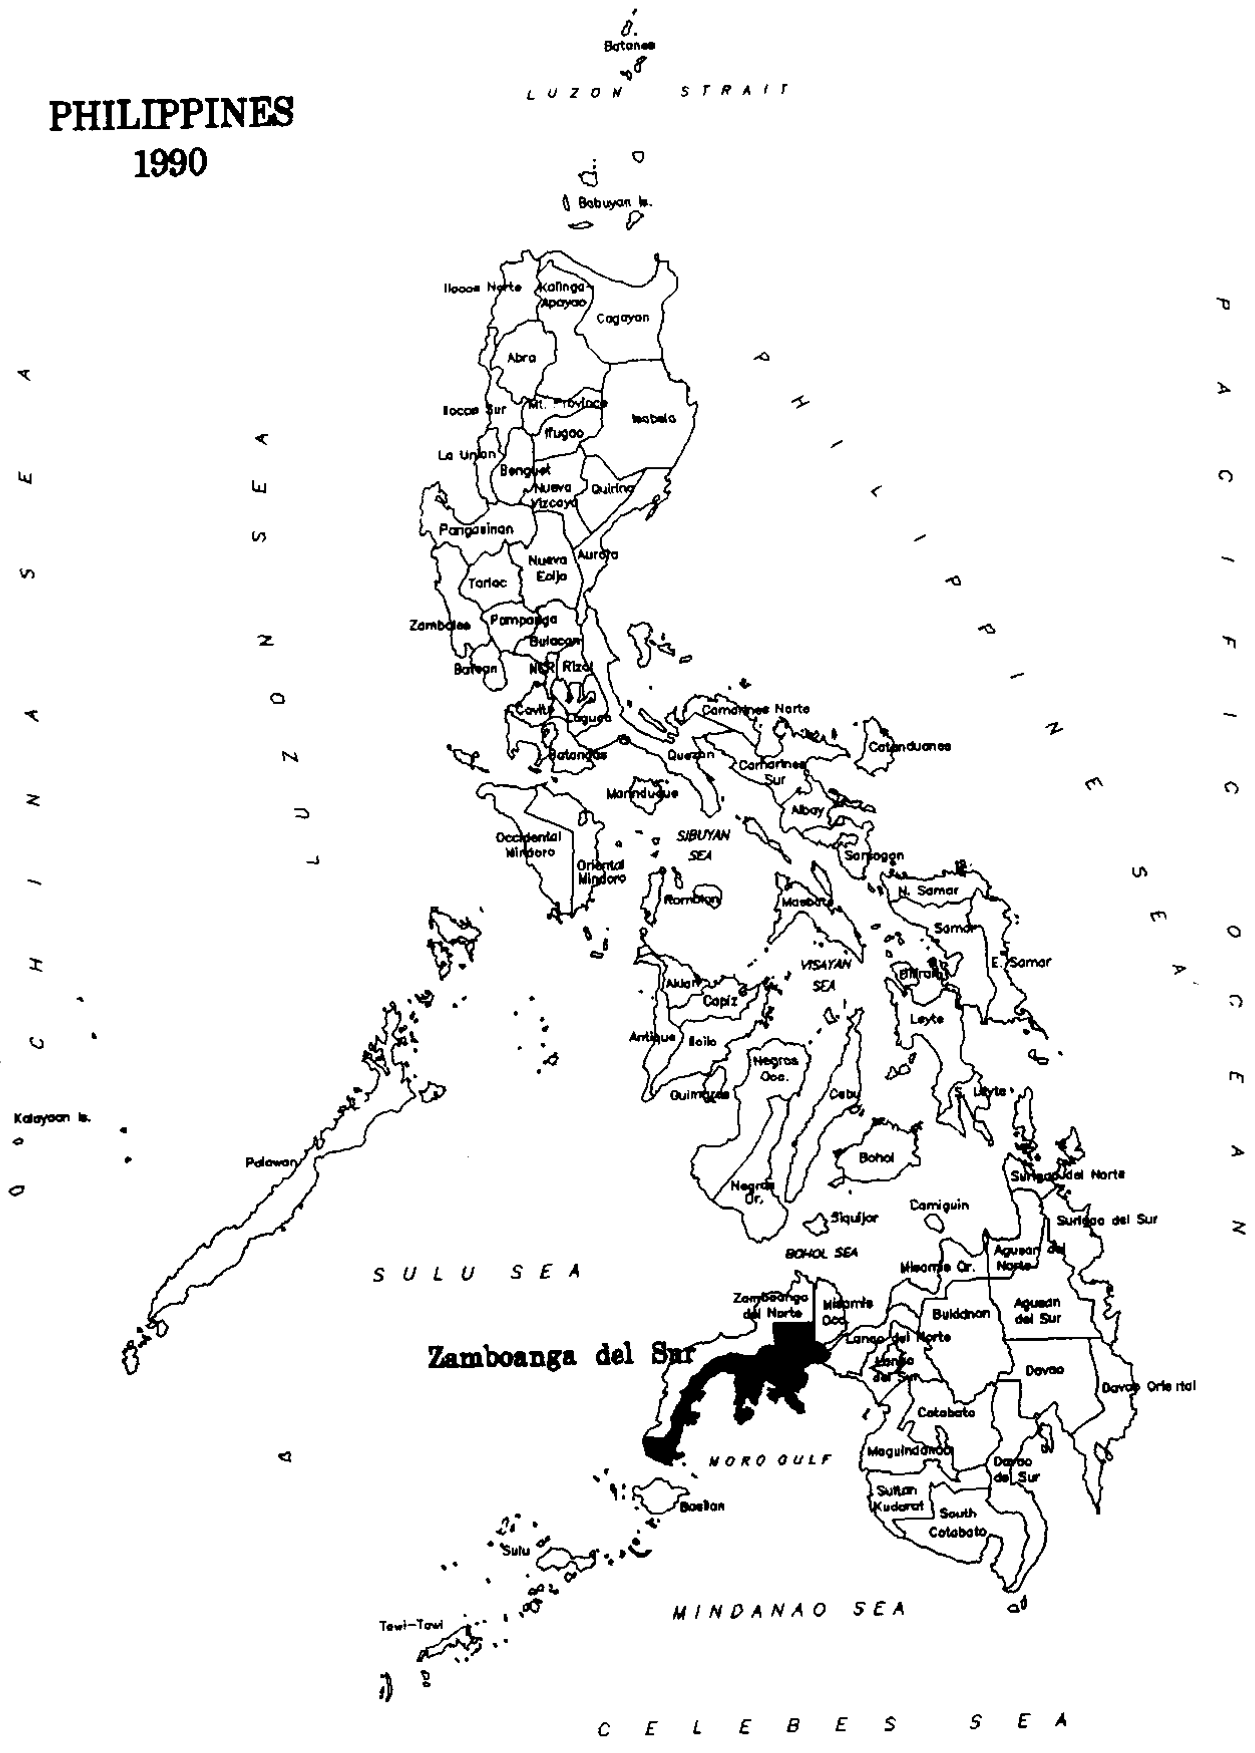 Batanes
LUZON STRAIT
PHILIPPINES
1990
Babuyan Is.
Ilocos Norte
Kalinga-
Apayao
Cagayan
Abra
Ilocos Sur
Mt. Province
Isabela
Ifugao
La Union
Benguet
Nueva
Vizcaya
Quirino
Pangasinan
Nueva
Ecija
Aurora
Tarlac
Zambales
Pampanga
Bulacan
Bataan
NCR
Rizal
Cavite
Laguna
Batangas
Quezon
Camarines Norte
Catanduanes
Camarines
Sur
Marinduque
Albay
Occidental
Mindoro
Oriental
Mindoro
SIBUYAN
SEA
Sorsogon
Romblon
Masbate
N. Samar
Samar
E. Samar
VISAYAN
SEA
Biliran
Aklan
Capiz
Antique
Iloilo
Leyte
Negros
Occ.
Guimaras
Cebu
S. Leyte
Kalayaan Is.
Palawan
Bohol
Negros
Or.
Siquijor
Camiguin
Surigao del Norte
Surigao del Sur
BOHOL SEA
SULU SEA
Misamis Or.
Agusan del
Norte
Zamboanga
del Norte
Misamis
Occ.
Bukidnon
Agusan
del Sur
Lanao del Norte
Zamboanga del Sur
Lanao
del Sur
Davao
Davao Oriental
Cotabato
Maguindanao
MORO GULF
Davao
del Sur
Sultan
Kudarat
South
Cotabato
Basilan
Sulu
Tawi-Tawi
MINDANAO SEA
CELEBES SEA
CHINA SEA
LUZON SEA
PHILIPPINE SEA
PACIFIC OCEAN